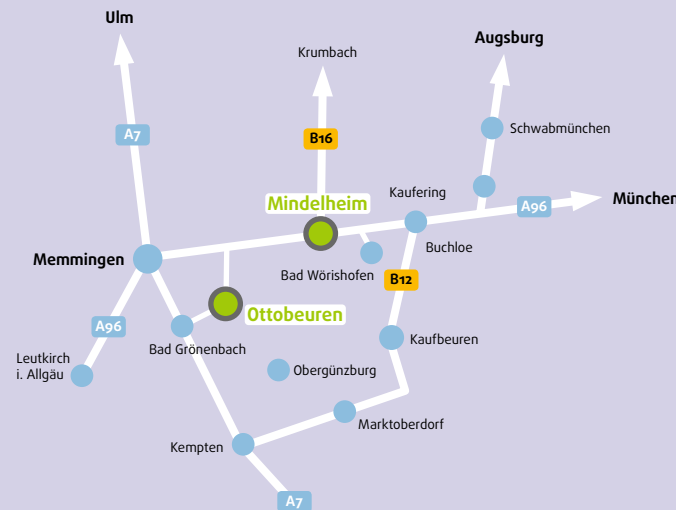 Ulm
Augsburg
Krumbach
A7
B16
Schwabmünchen
Kaufering
Mindelheim
A96
München
Buchloe
Memmingen
Bad Wörishofen
B12
Ottobeuren
A96
Bad Grönenbach
Kaufbeuren
Leutkirch
i. Allgäu
Obergünzburg
Marktoberdorf
Kempten
A7